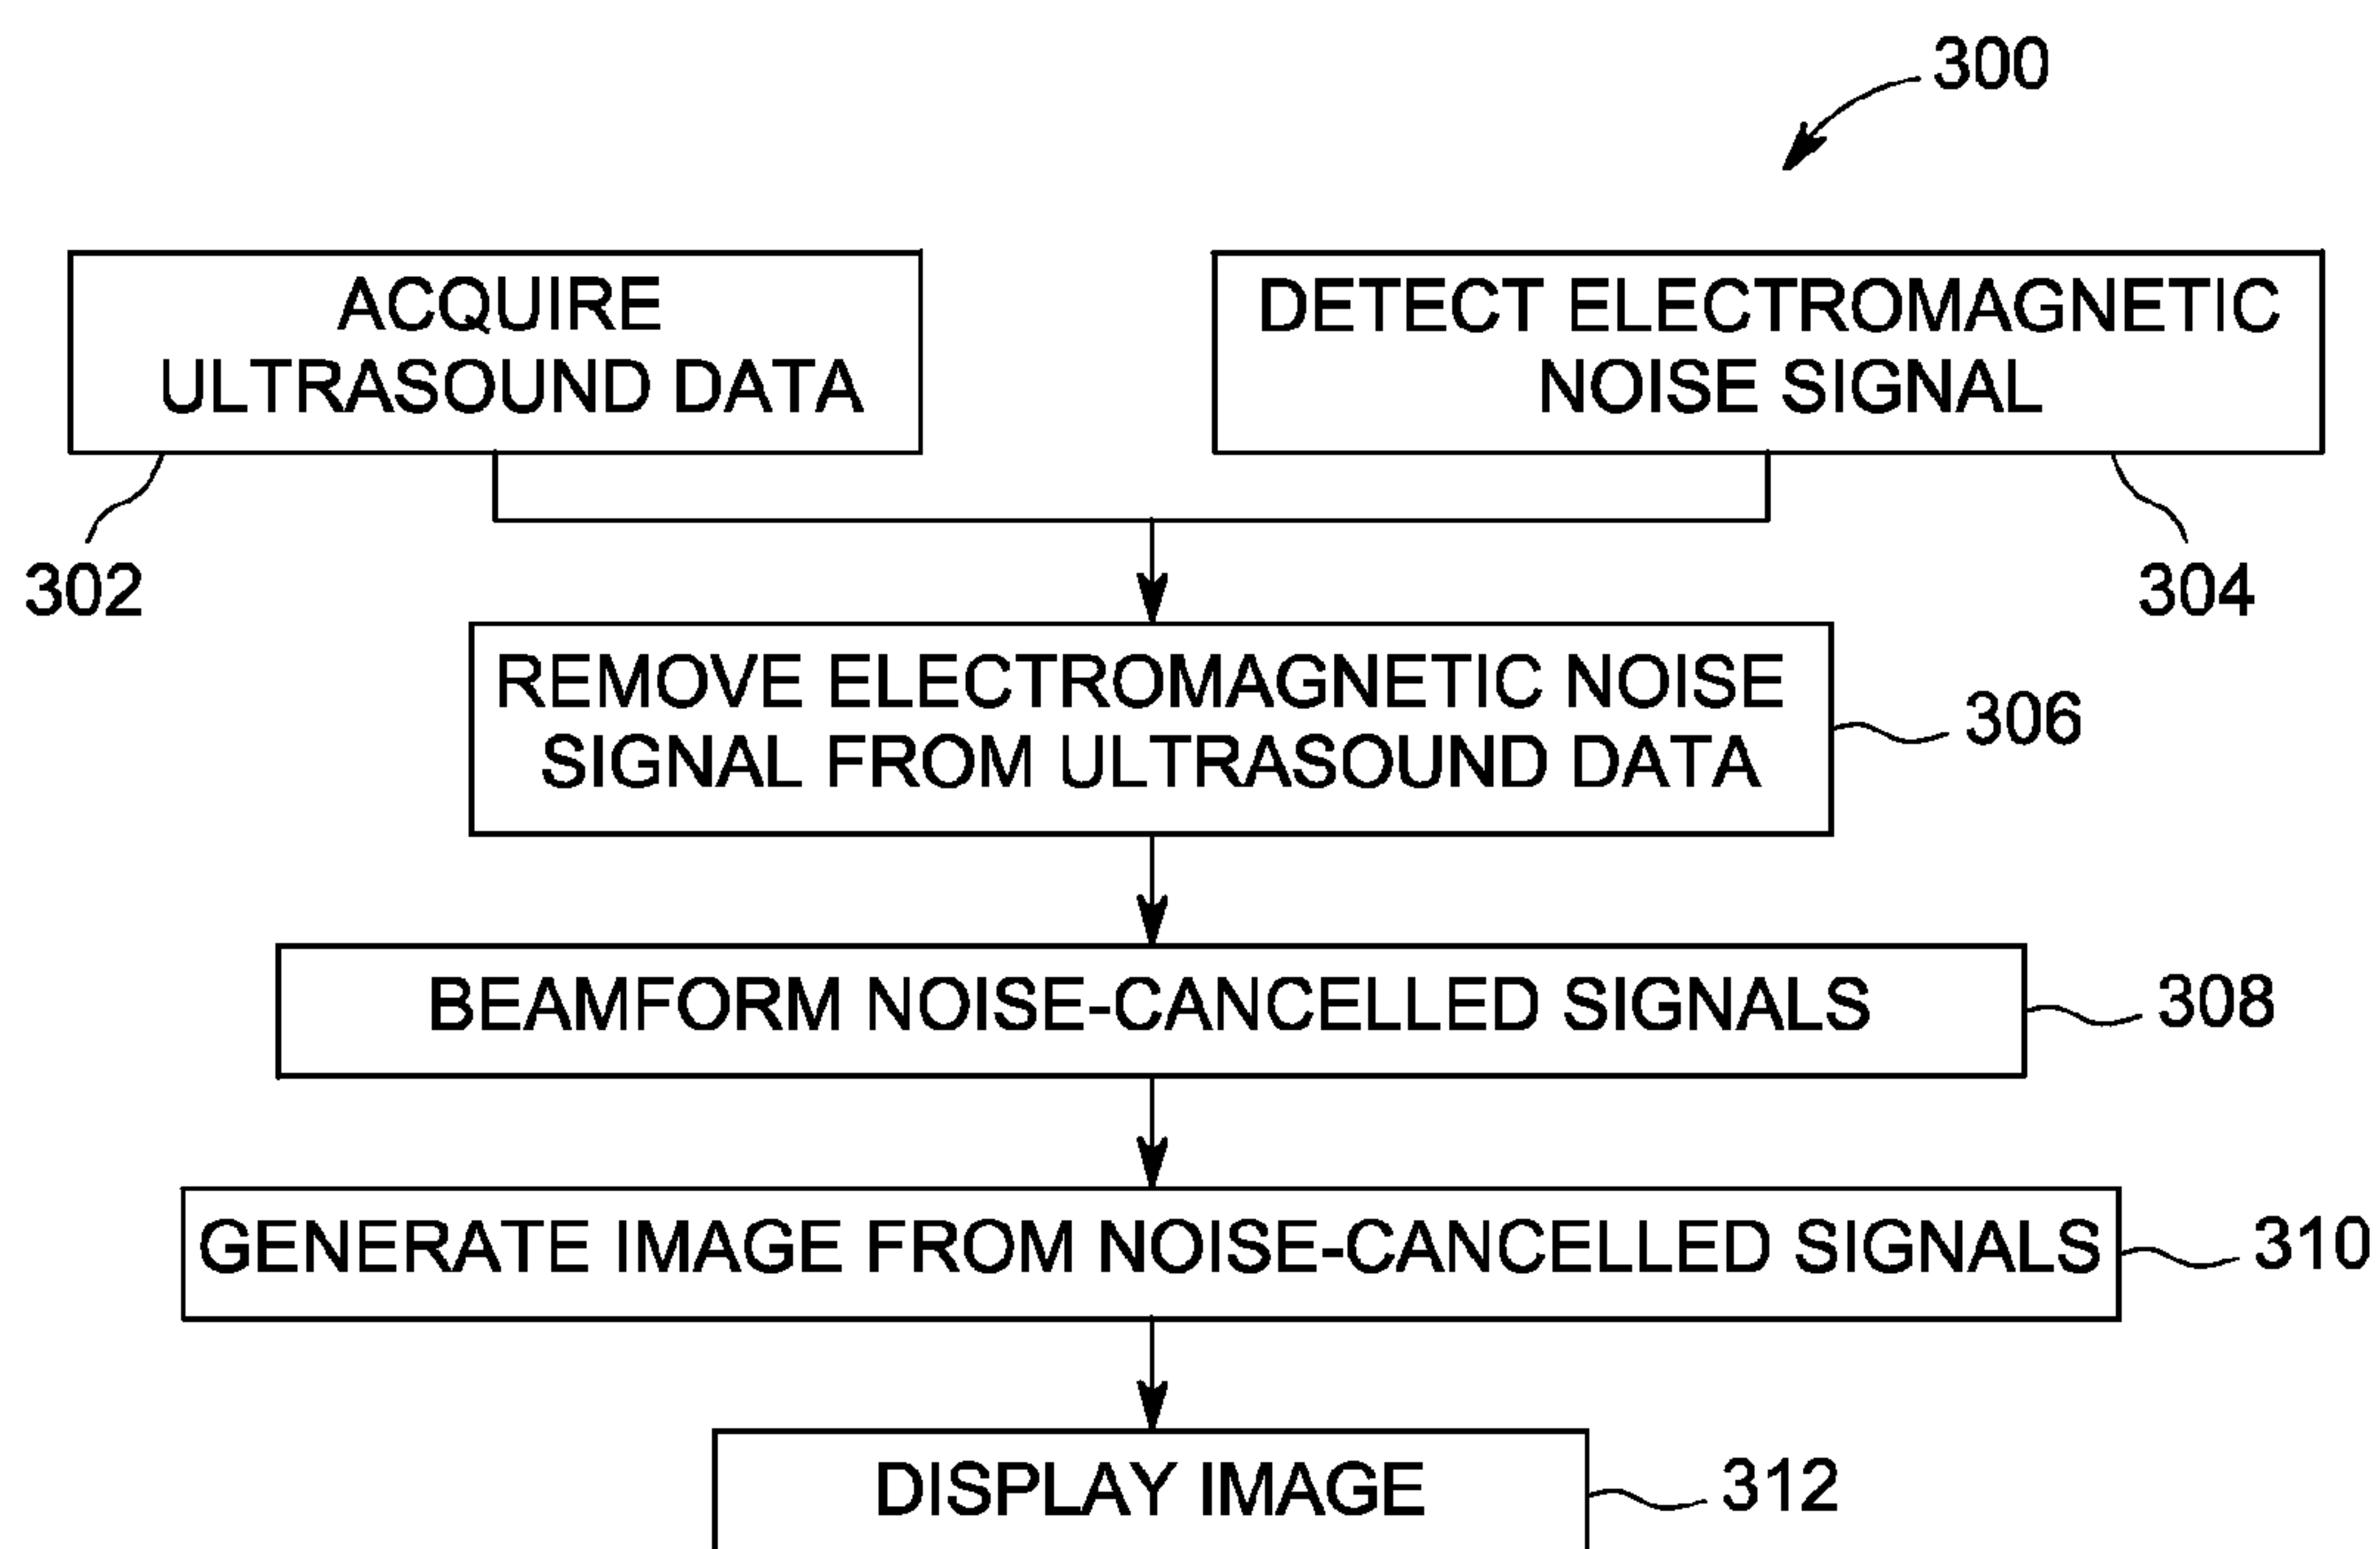 300
ACQUIRE
ULTRASOUND DATA
DETECT ELECTROMAGNETIC
NOISE SIGNAL
302
304
REMOVE ELECTROMAGNETIC NOISE
SIGNAL FROM ULTRASOUND DATA
306
BEAMFORM NOISE-CANCELLED SIGNALS
308
GENERATE IMAGE FROM NOISE-CANCELLED SIGNALS
310
DISPLAY IMAGE
312